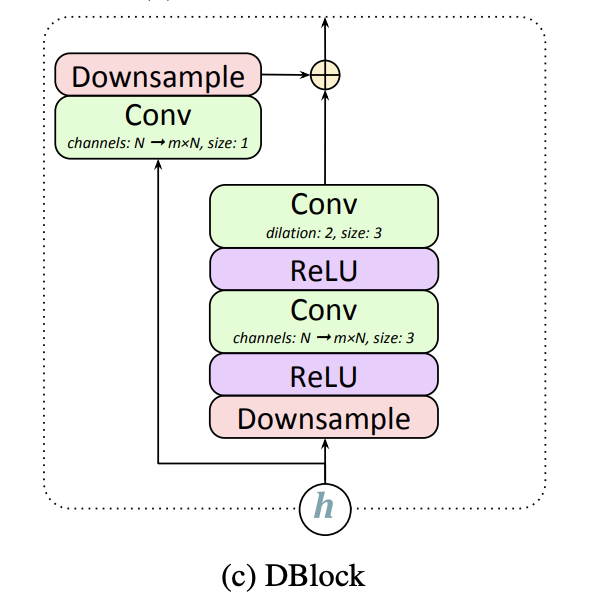 Downsample
Conv
channels: N → m×N, size: 1
Conv
dilation: 2, size: 3
ReLU
Conv
channels: N → m×N, size: 3
ReLU
Downsample
h
(c) DBlock